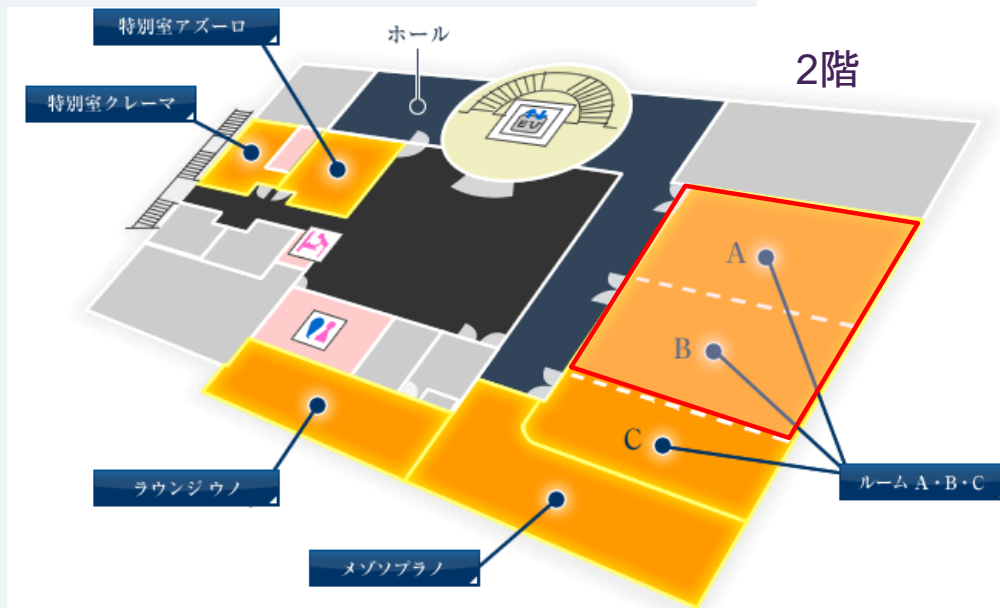 特別室アズーロ
ホール
2階
特別室クレーマ
EV
A
B
C
ルーム A・B・C
ラウンジ ウノ
メゾソプラノ